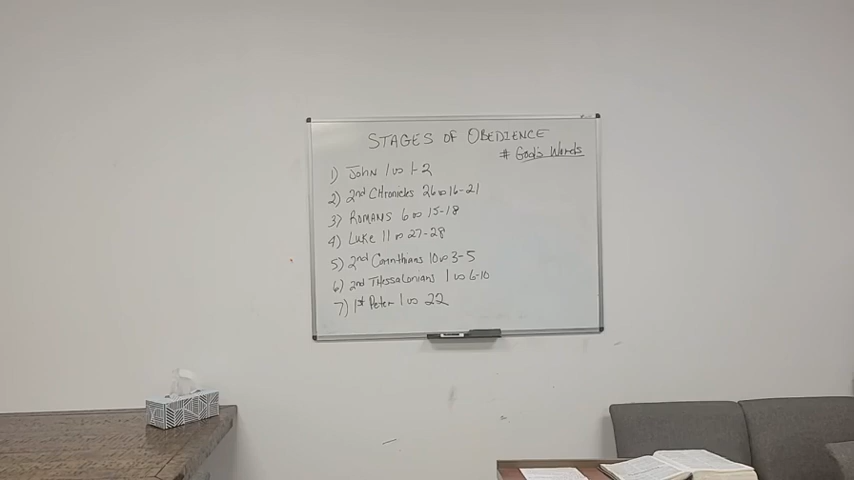 STAGES OF OBEDIENCE
# God's Words
1) John 1 vs 1-2
2) 2nd CHronicles 26 vs 16-21
3) ROMANS 6 vs 15-18
4) Luke 11 vs 27-28
5) 2nd Corinthians 10 vs 3-5
6) 2nd THessalonians 1 vs 6-10
7) 1st Peter 1 vs 22